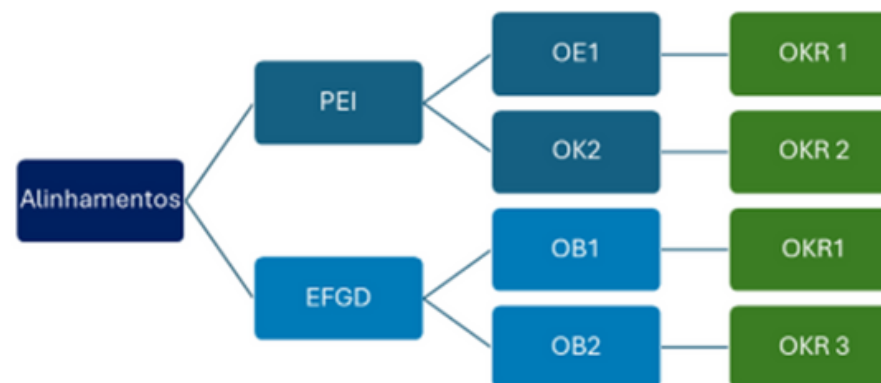 OE1
OKR 1
PEI
OK2
OKR 2
Alinhamentos
OB1
OKR1
EFGD
OB2
OKR 3